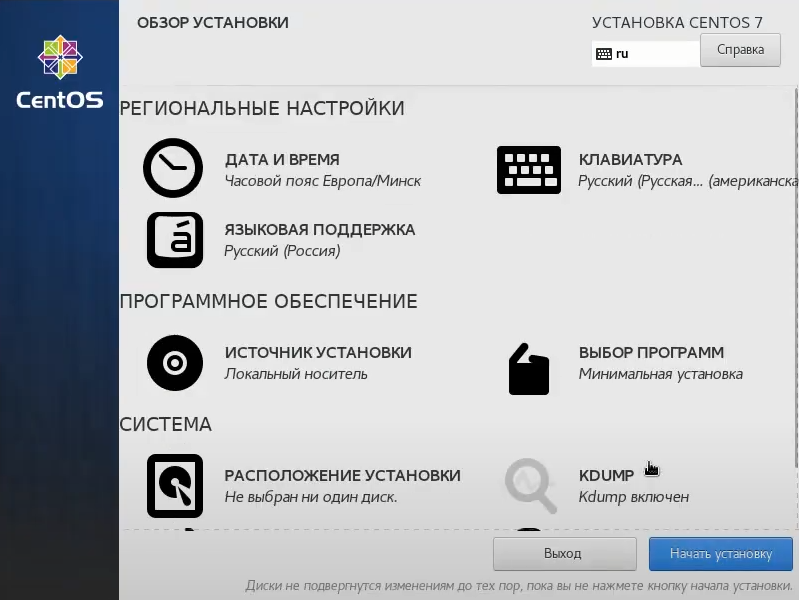 ОБЗОР УСТАНОВКИ
УСТАНОВКА CENTOS 7
ru
Справка
CentOS
РЕГИОНАЛЬНЫЕ НАСТРОЙКИ
ДАТА И ВРЕМЯ
Часовой пояс Европа/Минск
КЛАВИАТУРА
Русский (Русская... (американска
á
ЯЗЫКОВАЯ ПОДДЕРЖКА
Русский (Россия)
ПРОГРАММНОЕ ОБЕСПЕЧЕНИЕ
ИСТОЧНИК УСТАНОВКИ
Локальный носитель
ВЫБОР ПРОГРАММ
Минимальная установка
СИСТЕМА
РАСПОЛОЖЕНИЕ УСТАНОВКИ
Не выбран ни один диск.
KDUMP
Kdump включен
Выход
Начать установку
Диски не подвергнутся изменениям до тех пор, пока вы не нажмете кнопку начала установки.